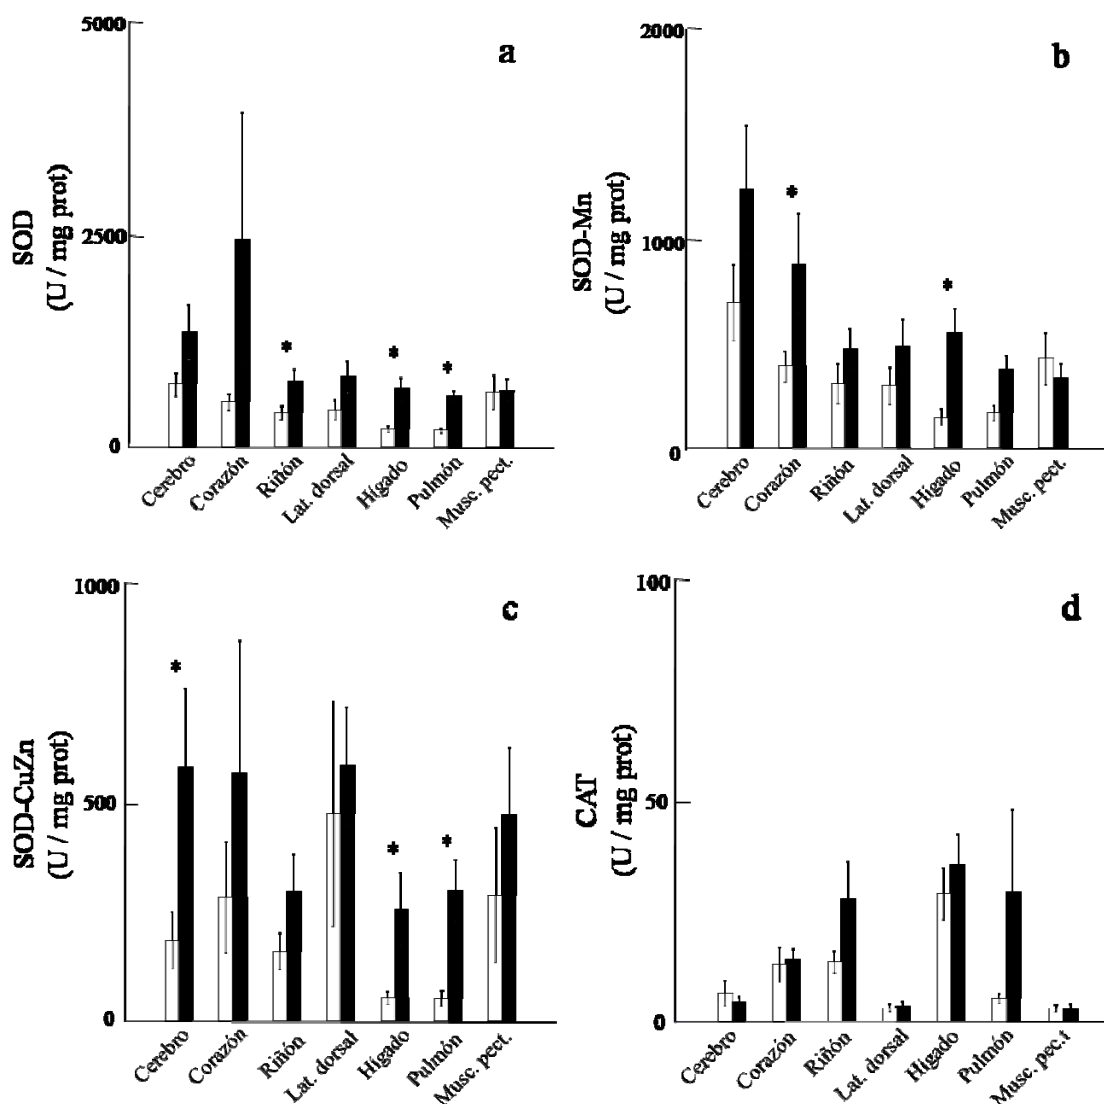 5000
a
SOD
(U / mg prot)
2500
*
*
*
0
Cerebro
Corazón
Riñón
Lat. dorsal
Hígado
Pulmón
Musc. pect.
2000
b
SOD-Mn
(U / mg prot)
*
1000
*
0
Cerebro
Corazón
Riñón
Lat. dorsal
Hígado
Pulmón
Musc. pect.
1000
c
SOD-CuZn
(U / mg prot)
*
500
*
*
0
Cerebro
Corazón
Riñón
Lat. dorsal
Hígado
Pulmón
Musc. pect.
100
d
CAT
(U / mg prot)
50
0
Cerebro
Corazón
Riñón
Lat. dorsal
Hígado
Pulmón
Musc. pec.t